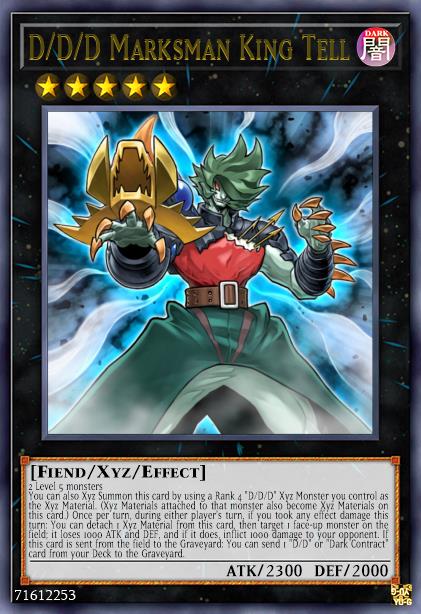 D/D/D Marksman King Tell
DARK
闇
[Fiend/Xyz/Effect]
2 Level 5 monsters
You can also Xyz Summon this card by using a Rank 4 "D/D/D" Xyz Monster you control as
the Xyz Material. (Xyz Materials attached to that monster also become Xyz Materials on
this card.) Once per turn, during either player's turn, if you took any effect damage this
turn: You can detach 1 Xyz Material from this card, then target 1 face-up monster on the
field; it loses 1000 ATK and DEF, and if it does, inflict 1000 damage to your opponent. If
this card is sent from the field to the Graveyard: You can send 1 "D/D" or "Dark Contract"
card from your Deck to the Graveyard.
ATK/2300 DEF/2000
71612253